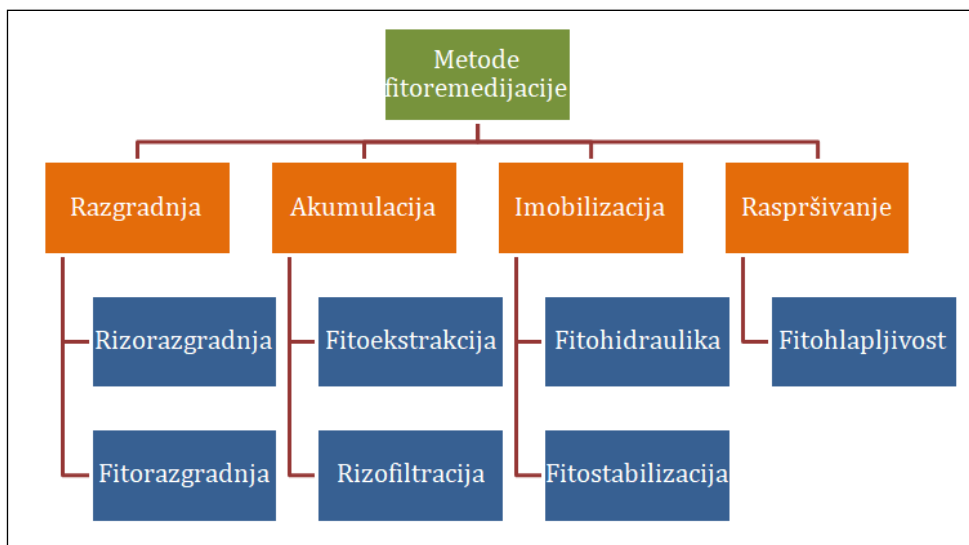 Metode
fitoremedijacije
Razgradnja
Akumulacija
Imobilizacija
Raspršivanje
Rizorazgradnja
Fitoekstrakcija
Fitohidraulika
Fitohlapljivost
Fitorazgradnja
Rizofiltracija
Fitostabilizacija